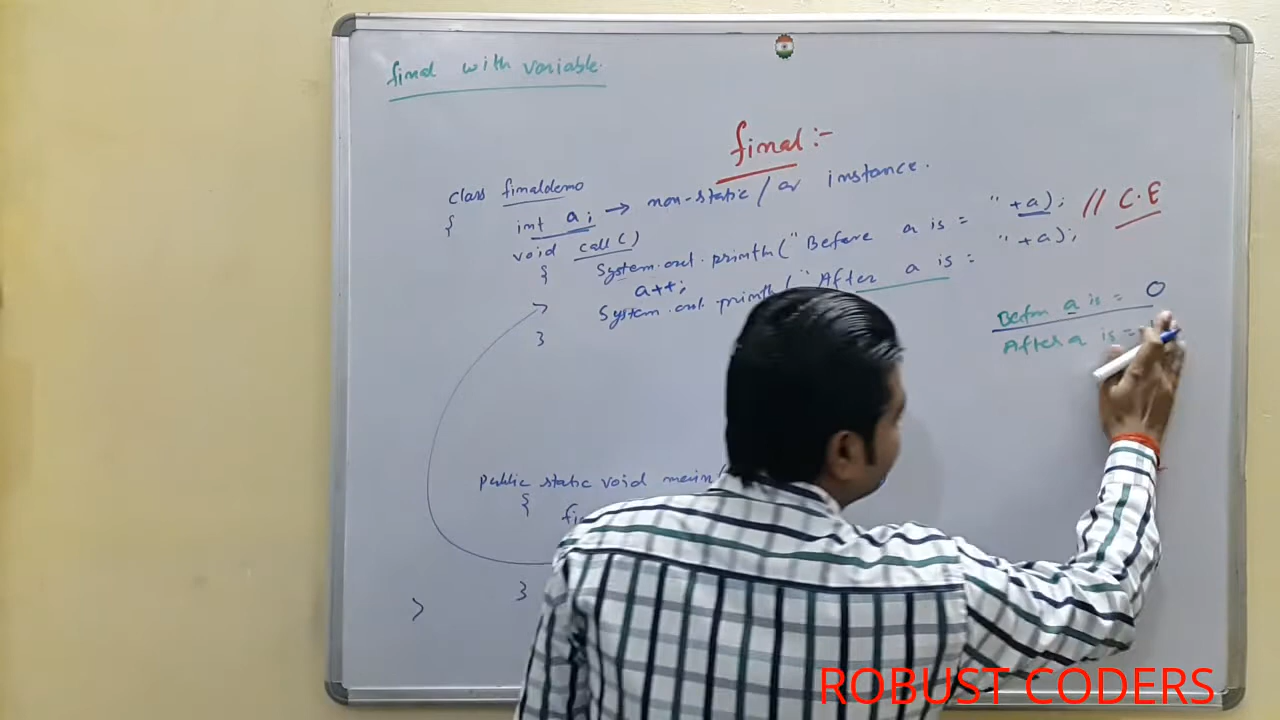 final with variable.
final :-
class finaldemo
{
int a; → non-static / or instance.
void call()
{ System.out.println("Before a is = " +a); // C.E
a++;
System.out.println("After a is = " +a);
}
Before a is = 0
After a is =
public static void main(
{
fi
}
}
ROBUST CODERS